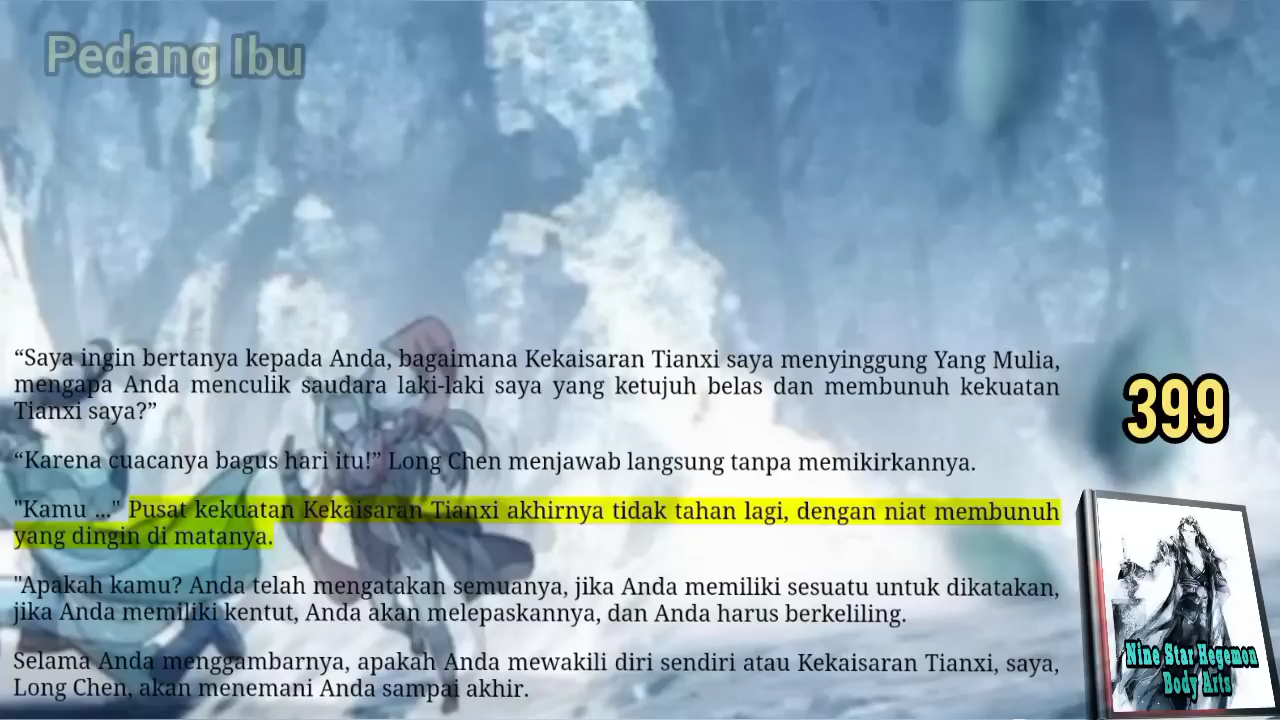 Pedang Ibu
“Saya ingin bertanya kepada Anda, bagaimana Kekaisaran Tianxi saya menyinggung Yang Mulia,
mengapa Anda menculik saudara laki-laki saya yang ketujuh belas dan membunuh kekuatan
Tianxi saya?”
“Karena cuacanya bagus hari itu!” Long Chen menjawab langsung tanpa memikirkannya.
"Kamu ..." Pusat kekuatan Kekaisaran Tianxi akhirnya tidak tahan lagi, dengan niat membunuh
yang dingin di matanya.
"Apakah kamu? Anda telah mengatakan semuanya, jika Anda memiliki sesuatu untuk dikatakan,
jika Anda memiliki kentut, Anda akan melepaskannya, dan Anda harus berkeliling.
Selama Anda menggambarnya, apakah Anda mewakili diri sendiri atau Kekaisaran Tianxi, saya,
Long Chen, akan menemani Anda sampai akhir.
399
Nine Star Hegemon
Body Arts